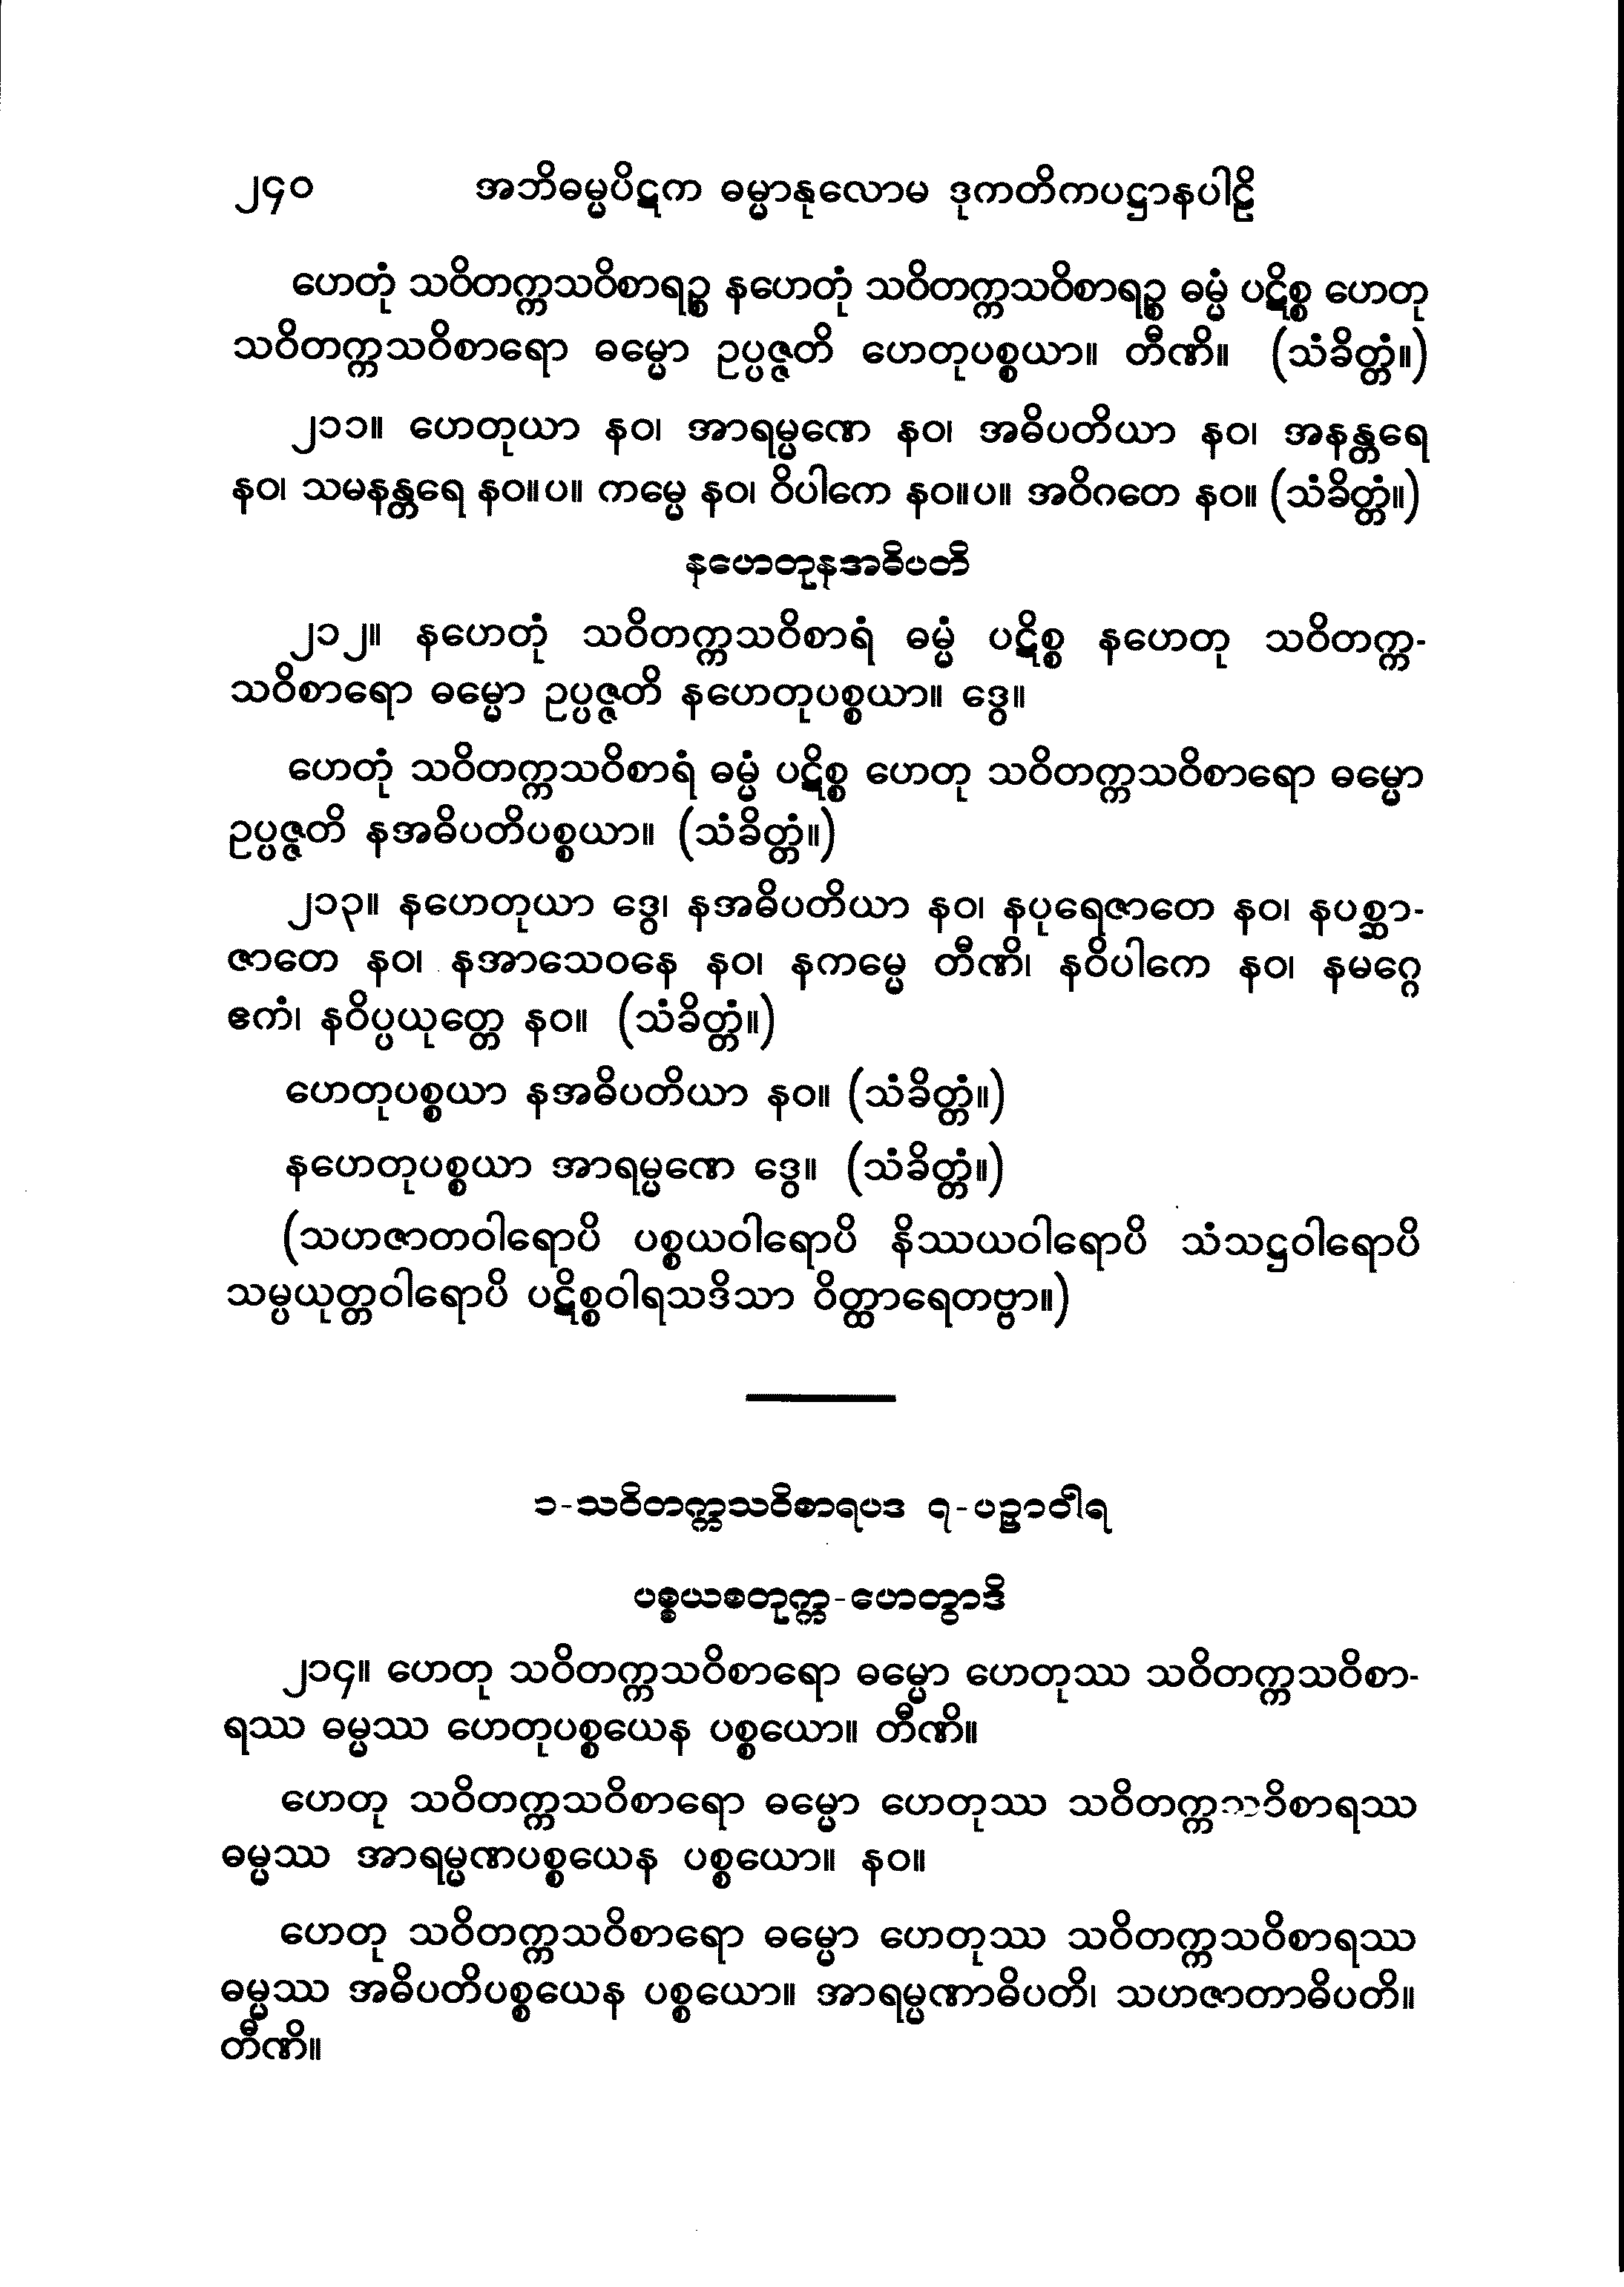 ၂၄၀ အဘိဓမ္မပိဋက ဓမ္မာနုလောမ ဒုကတိကပဋ္ဌာနပါဠိ
ဟေတုံ သဝိတက္ကသဝိစာရဉ္စ နဟေတုံ သဝိတက္ကသဝိစာရဉ္စ ဓမ္မံ ပဋိစ္စ ဟေတု
သဝိတက္ကသဝိစာရော ဓမ္မော ဥပ္ပဇ္ဇတိ ဟေတုပစ္စယာ။ တီဏိ။ (သံခိတ္တံ။)
၂၁၁။ ဟေတုယာ နဝ၊ အာရမ္မဏေ နဝ၊ အဓိပတိယာ နဝ၊ အနန္တရေ
နဝ၊ သမနန္တရေ နဝ။ပ။ ကမ္မေ နဝ၊ ဝိပါကေ နဝ။ပ။ အဝိဂတေ နဝ။ (သံခိတ္တံ။)
နဟေတုနအဓိပတိ
၂၁၂။ နဟေတုံ သဝိတက္ကသဝိစာရံ ဓမ္မံ ပဋိစ္စ နဟေတု သဝိတက္က-
သဝိစာရော ဓမ္မော ဥပ္ပဇ္ဇတိ နဟေတုပစ္စယာ။ ဒွေ။
ဟေတုံ သဝိတက္ကသဝိစာရံ ဓမ္မံ ပဋိစ္စ ဟေတု သဝိတက္ကသဝိစာရော ဓမ္မော
ဥပ္ပဇ္ဇတိ နအဓိပတိပစ္စယာ။ (သံခိတ္တံ။)
၂၁၃။ နဟေတုယာ ဒွေ၊ နအဓိပတိယာ နဝ၊ နပုရေဇာတေ နဝ၊ နပစ္ဆာ-
ဇာတေ နဝ၊ နအာသေဝနေ နဝ၊ နကမ္မေ တီဏိ၊ နဝိပါကေ နဝ၊ နမဂ္ဂေ
ဧကံ၊ နဝိပ္ပယုတ္တေ နဝ။ (သံခိတ္တံ။)
ဟေတုပစ္စယာ နအဓိပတိယာ နဝ။ (သံခိတ္တံ။)
နဟေတုပစ္စယာ အာရမ္မဏေ ဒွေ။ (သံခိတ္တံ။)
(သဟဇာတဝါရောပိ ပစ္စယဝါရောပိ နိဿယဝါရောပိ သံသဋ္ဌဝါရောပိ
သမ္ပယုတ္တဝါရောပိ ပဋိစ္စဝါရသဒိသာ ဝိတ္ထာရေတဗ္ဗာ။)
၁-သဝိတက္ကသဝိစာရပဒ ၇-ပဉှာဝါရ
ပစ္စယစတုက္က-ဟေတွာဒိ
၂၁၄။ ဟေတု သဝိတက္ကသဝိစာရော ဓမ္မော ဟေတုဿ သဝိတက္ကသဝိစာ-
ရဿ ဓမ္မဿ ဟေတုပစ္စယေန ပစ္စယော။ တီဏိ။
ဟေတု သဝိတက္ကသဝိစာရော ဓမ္မော ဟေတုဿ သဝိတက္ကသဝိစာရဿ
ဓမ္မဿ အာရမ္မဏပစ္စယေန ပစ္စယော။ နဝ။
ဟေတု သဝိတက္ကသဝိစာရော ဓမ္မော ဟေတုဿ သဝိတက္ကသဝိစာရဿ
ဓမ္မဿ အဓိပတိပစ္စယေန ပစ္စယော။ အာရမ္မဏာဓိပတိ၊ သဟဇာတာဓိပတိ။
တီဏိ။